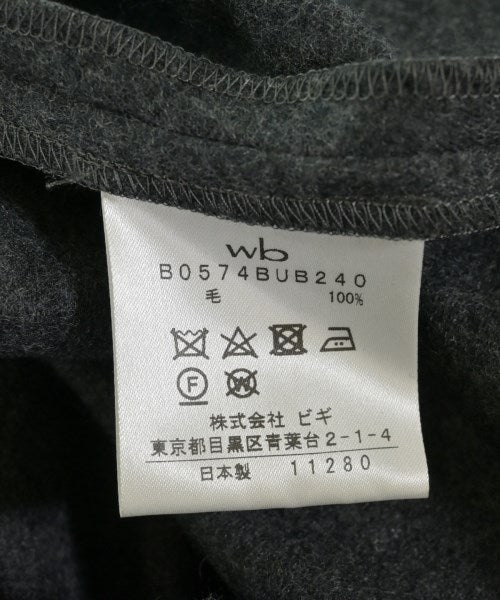 wb
B0574BUB240
毛 100%
F W
株式会社 ビギ
東京都目黒区青葉台2-1-4
日本製 11280